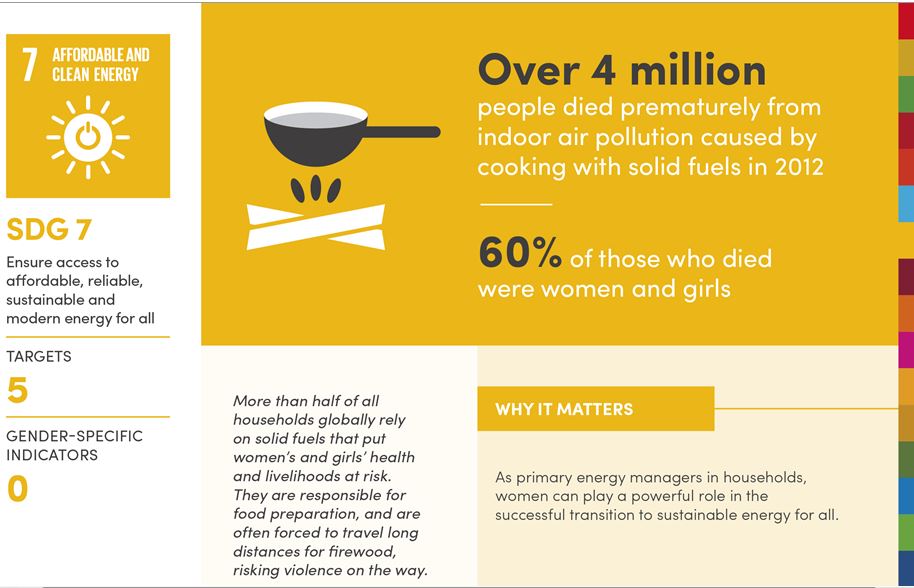 7 AFFORDABLE AND
CLEAN ENERGY
SDG 7
Ensure access to
affordable, reliable,
sustainable and
modern energy for all
TARGETS
5
GENDER-SPECIFIC
INDICATORS
0
Over 4 million
people died prematurely from
indoor air pollution caused by
cooking with solid fuels in 2012
60% of those who died
were women and girls
More than half of all
households globally rely
on solid fuels that put
women's and girls' health
and livelihoods at risk.
They are responsible for
food preparation, and are
often forced to travel long
distances for firewood,
risking violence on the way.
WHY IT MATTERS
As primary energy managers in households,
women can play a powerful role in the
successful transition to sustainable energy for all.